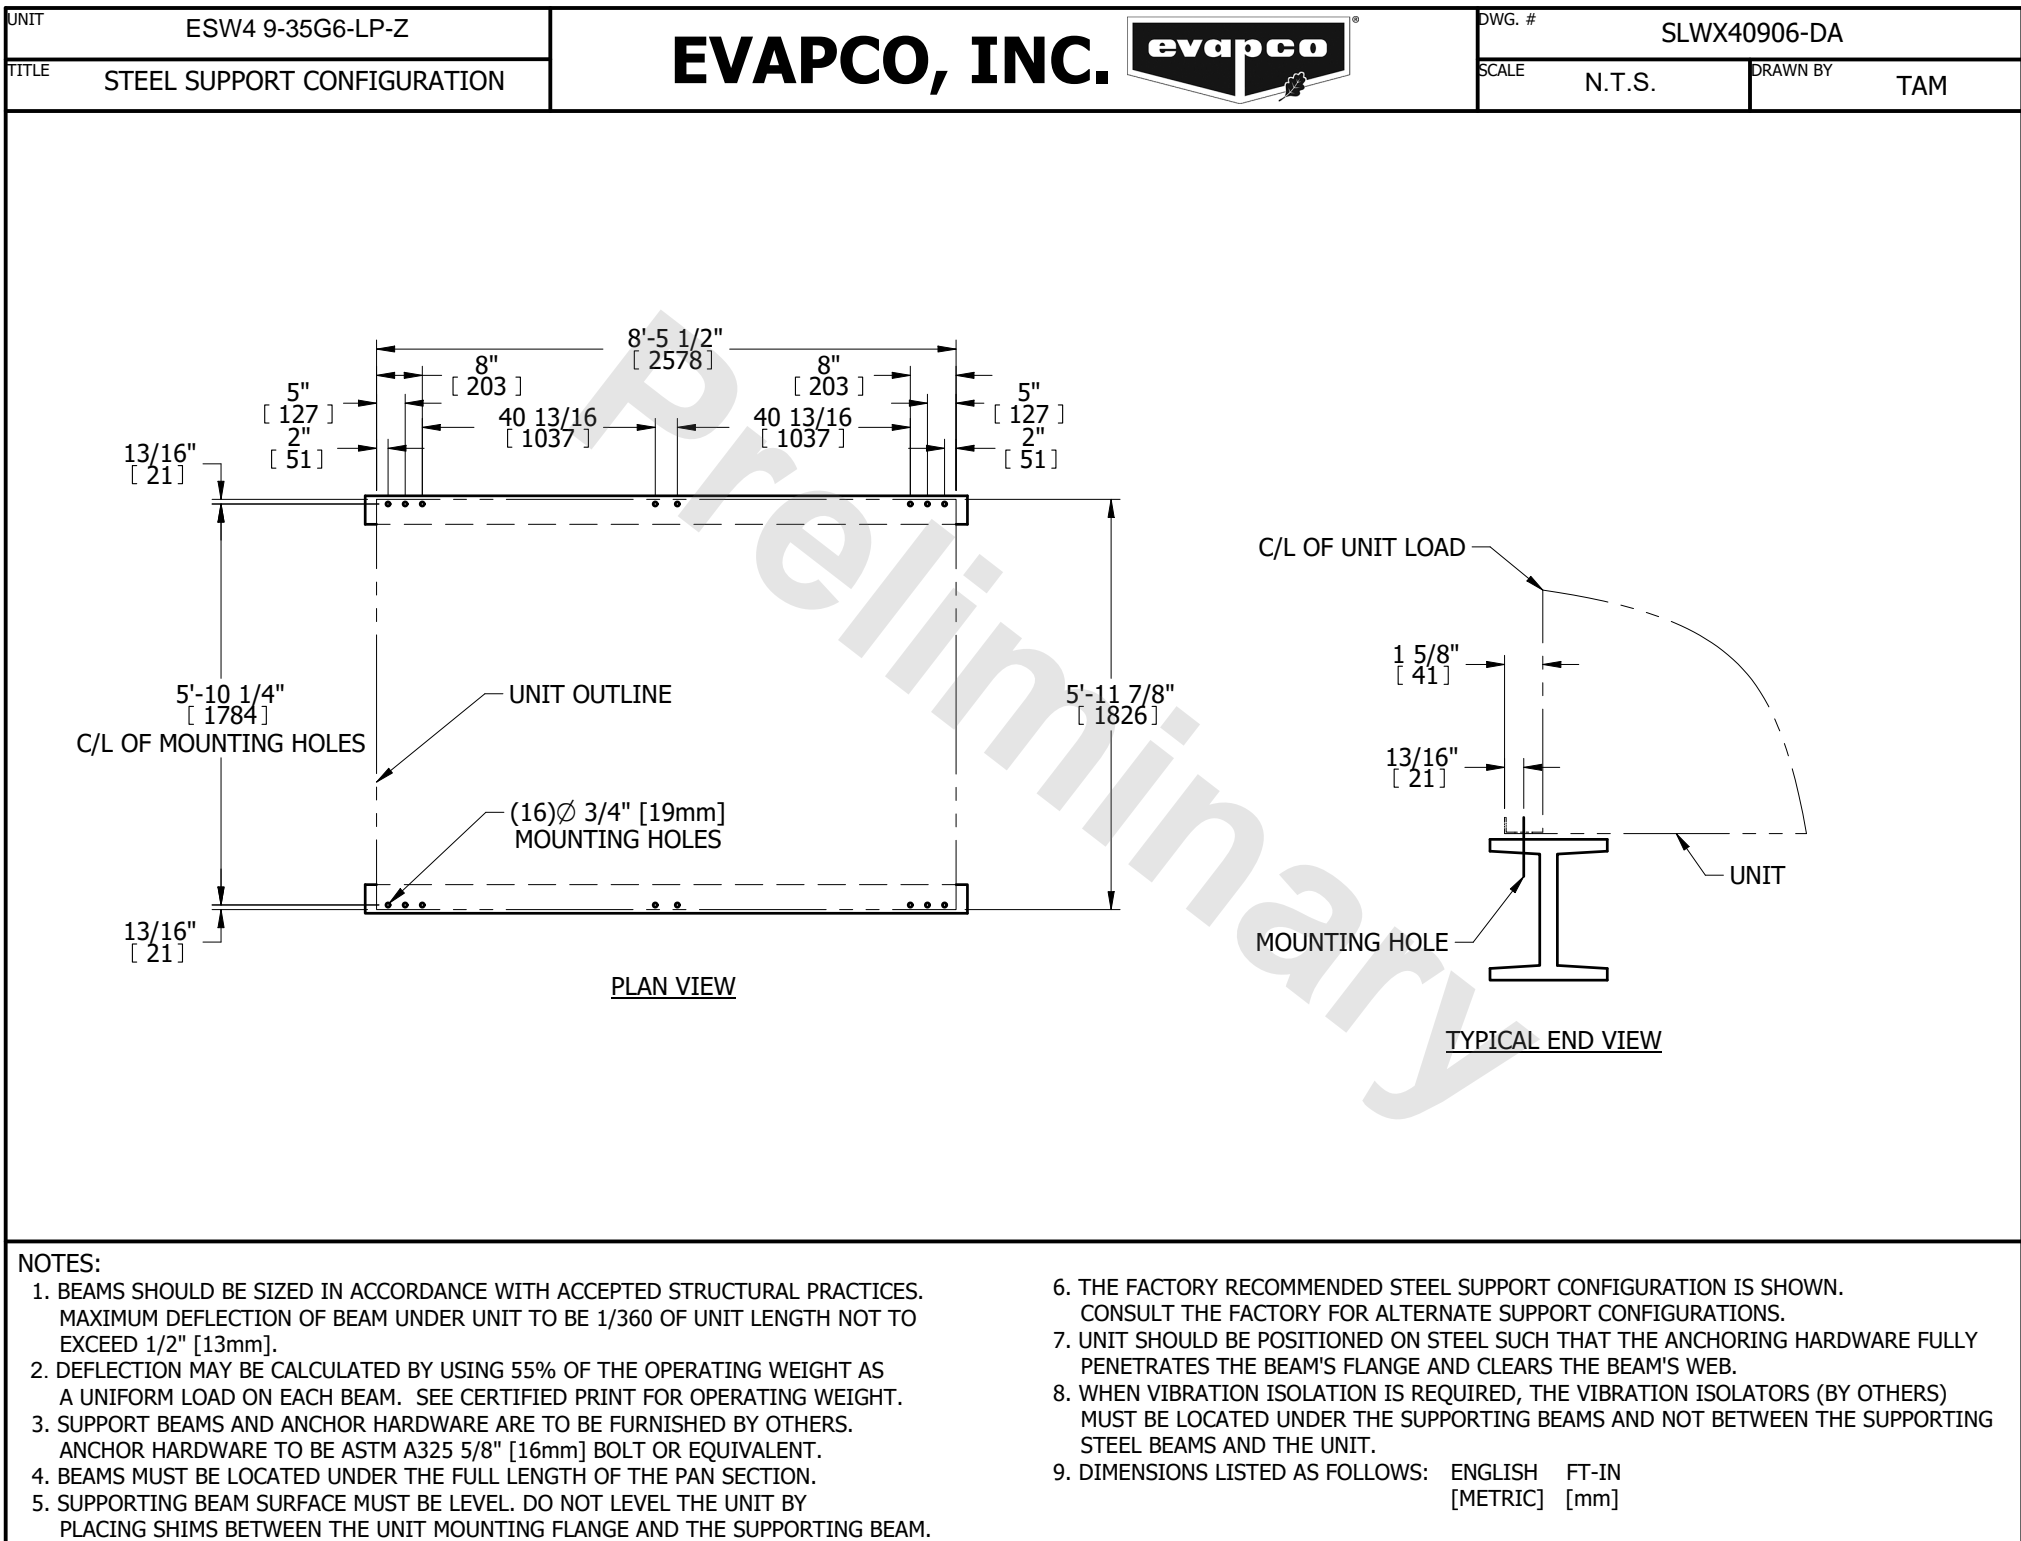 UNIT
ESW4 9-35G6-LP-Z
TITLE
STEEL SUPPORT CONFIGURATION
EVAPCO, INC.
evapco
®
DWG. #
SLWX40906-DA
SCALE
N.T.S.
DRAWN BY
TAM
Preliminary
8'-5 1/2"
[ 2578 ]
8"
[ 203 ]
8"
[ 203 ]
5"
[ 127 ]
5"
[ 127 ]
40 13/16
[ 1037 ]
40 13/16
[ 1037 ]
2"
[ 51 ]
2"
[ 51 ]
13/16"
[ 21 ]
5'-10 1/4"
[ 1784 ]
C/L OF MOUNTING HOLES
UNIT OUTLINE
5'-11 7/8"
[ 1826 ]
(16)∅ 3/4" [19mm]
MOUNTING HOLES
13/16"
[ 21 ]
PLAN VIEW
C/L OF UNIT LOAD
1 5/8"
[ 41 ]
13/16"
[ 21 ]
UNIT
MOUNTING HOLE
TYPICAL END VIEW
NOTES:
1. BEAMS SHOULD BE SIZED IN ACCORDANCE WITH ACCEPTED STRUCTURAL PRACTICES.
MAXIMUM DEFLECTION OF BEAM UNDER UNIT TO BE 1/360 OF UNIT LENGTH NOT TO
EXCEED 1/2" [13mm].
2. DEFLECTION MAY BE CALCULATED BY USING 55% OF THE OPERATING WEIGHT AS
A UNIFORM LOAD ON EACH BEAM. SEE CERTIFIED PRINT FOR OPERATING WEIGHT.
3. SUPPORT BEAMS AND ANCHOR HARDWARE ARE TO BE FURNISHED BY OTHERS.
ANCHOR HARDWARE TO BE ASTM A325 5/8" [16mm] BOLT OR EQUIVALENT.
4. BEAMS MUST BE LOCATED UNDER THE FULL LENGTH OF THE PAN SECTION.
5. SUPPORTING BEAM SURFACE MUST BE LEVEL. DO NOT LEVEL THE UNIT BY
PLACING SHIMS BETWEEN THE UNIT MOUNTING FLANGE AND THE SUPPORTING BEAM.
6. THE FACTORY RECOMMENDED STEEL SUPPORT CONFIGURATION IS SHOWN.
CONSULT THE FACTORY FOR ALTERNATE SUPPORT CONFIGURATIONS.
7. UNIT SHOULD BE POSITIONED ON STEEL SUCH THAT THE ANCHORING HARDWARE FULLY
PENETRATES THE BEAM'S FLANGE AND CLEARS THE BEAM'S WEB.
8. WHEN VIBRATION ISOLATION IS REQUIRED, THE VIBRATION ISOLATORS (BY OTHERS)
MUST BE LOCATED UNDER THE SUPPORTING BEAMS AND NOT BETWEEN THE SUPPORTING
STEEL BEAMS AND THE UNIT.
9. DIMENSIONS LISTED AS FOLLOWS: ENGLISH FT-IN
[METRIC] [mm]